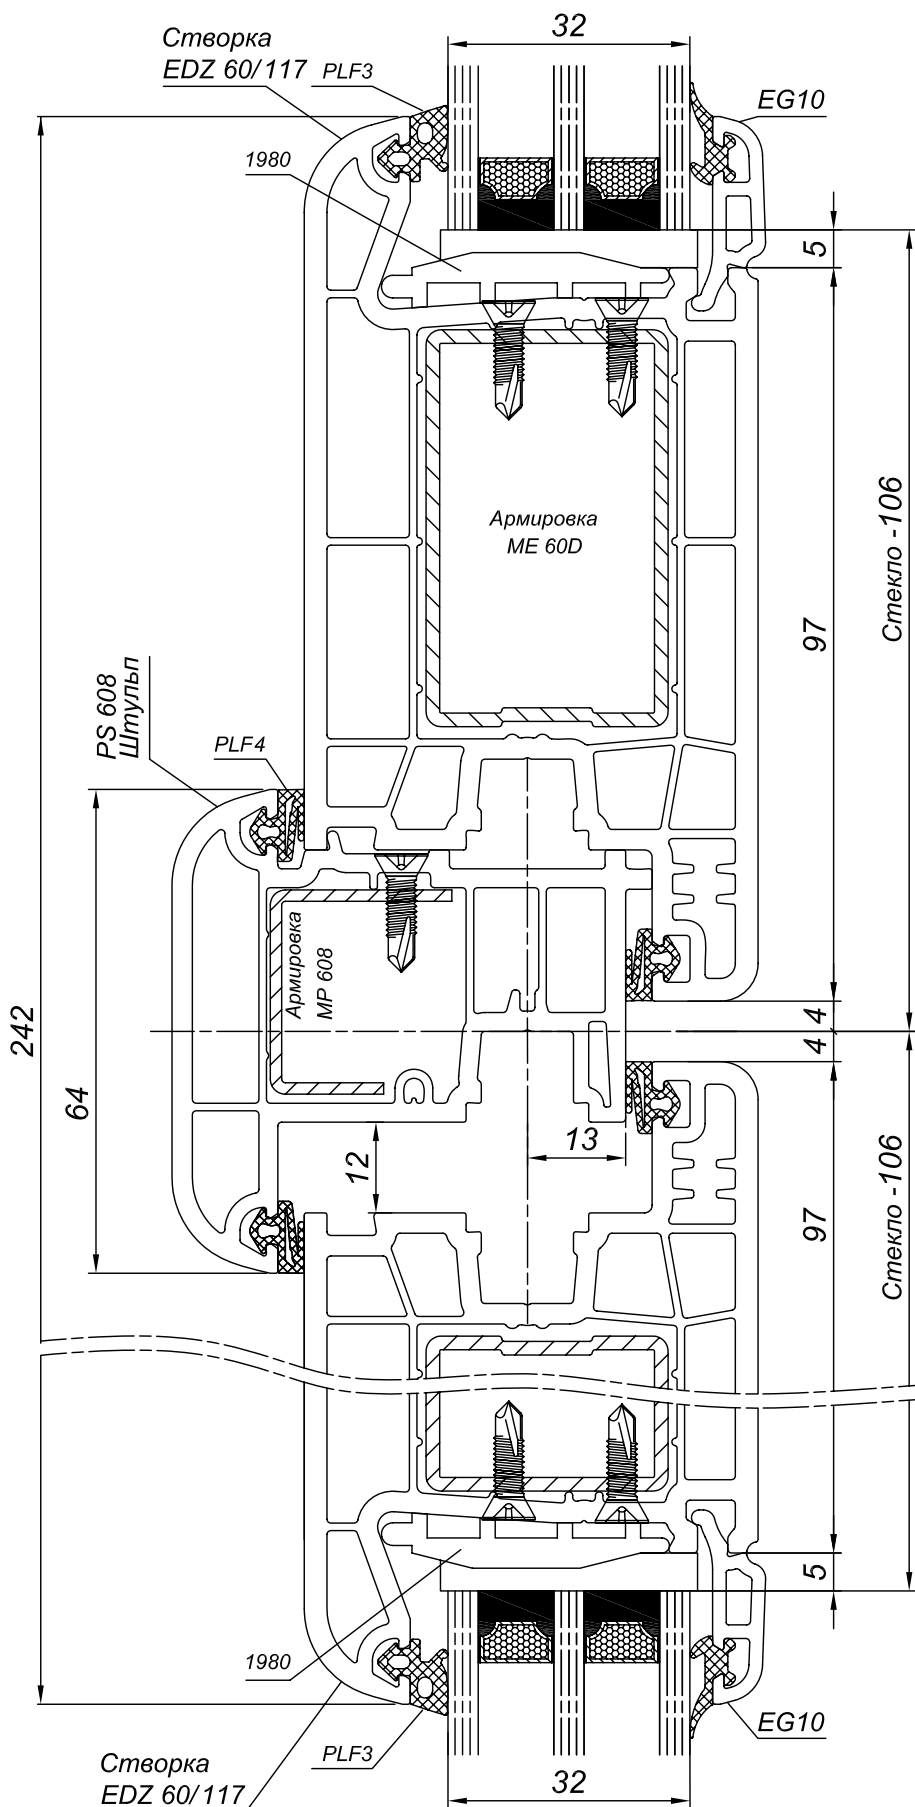 32
Створка
EDZ 60/117
PLF3
EG10
1980
5
Армировка
ME 60D
Стекло -106
97
PS 608
Штульп
PLF4
Армировка
MP 608
242
64
4
4
13
12
97
Стекло -106
5
1980
EG10
PLF3
Створка
EDZ 60/117
32